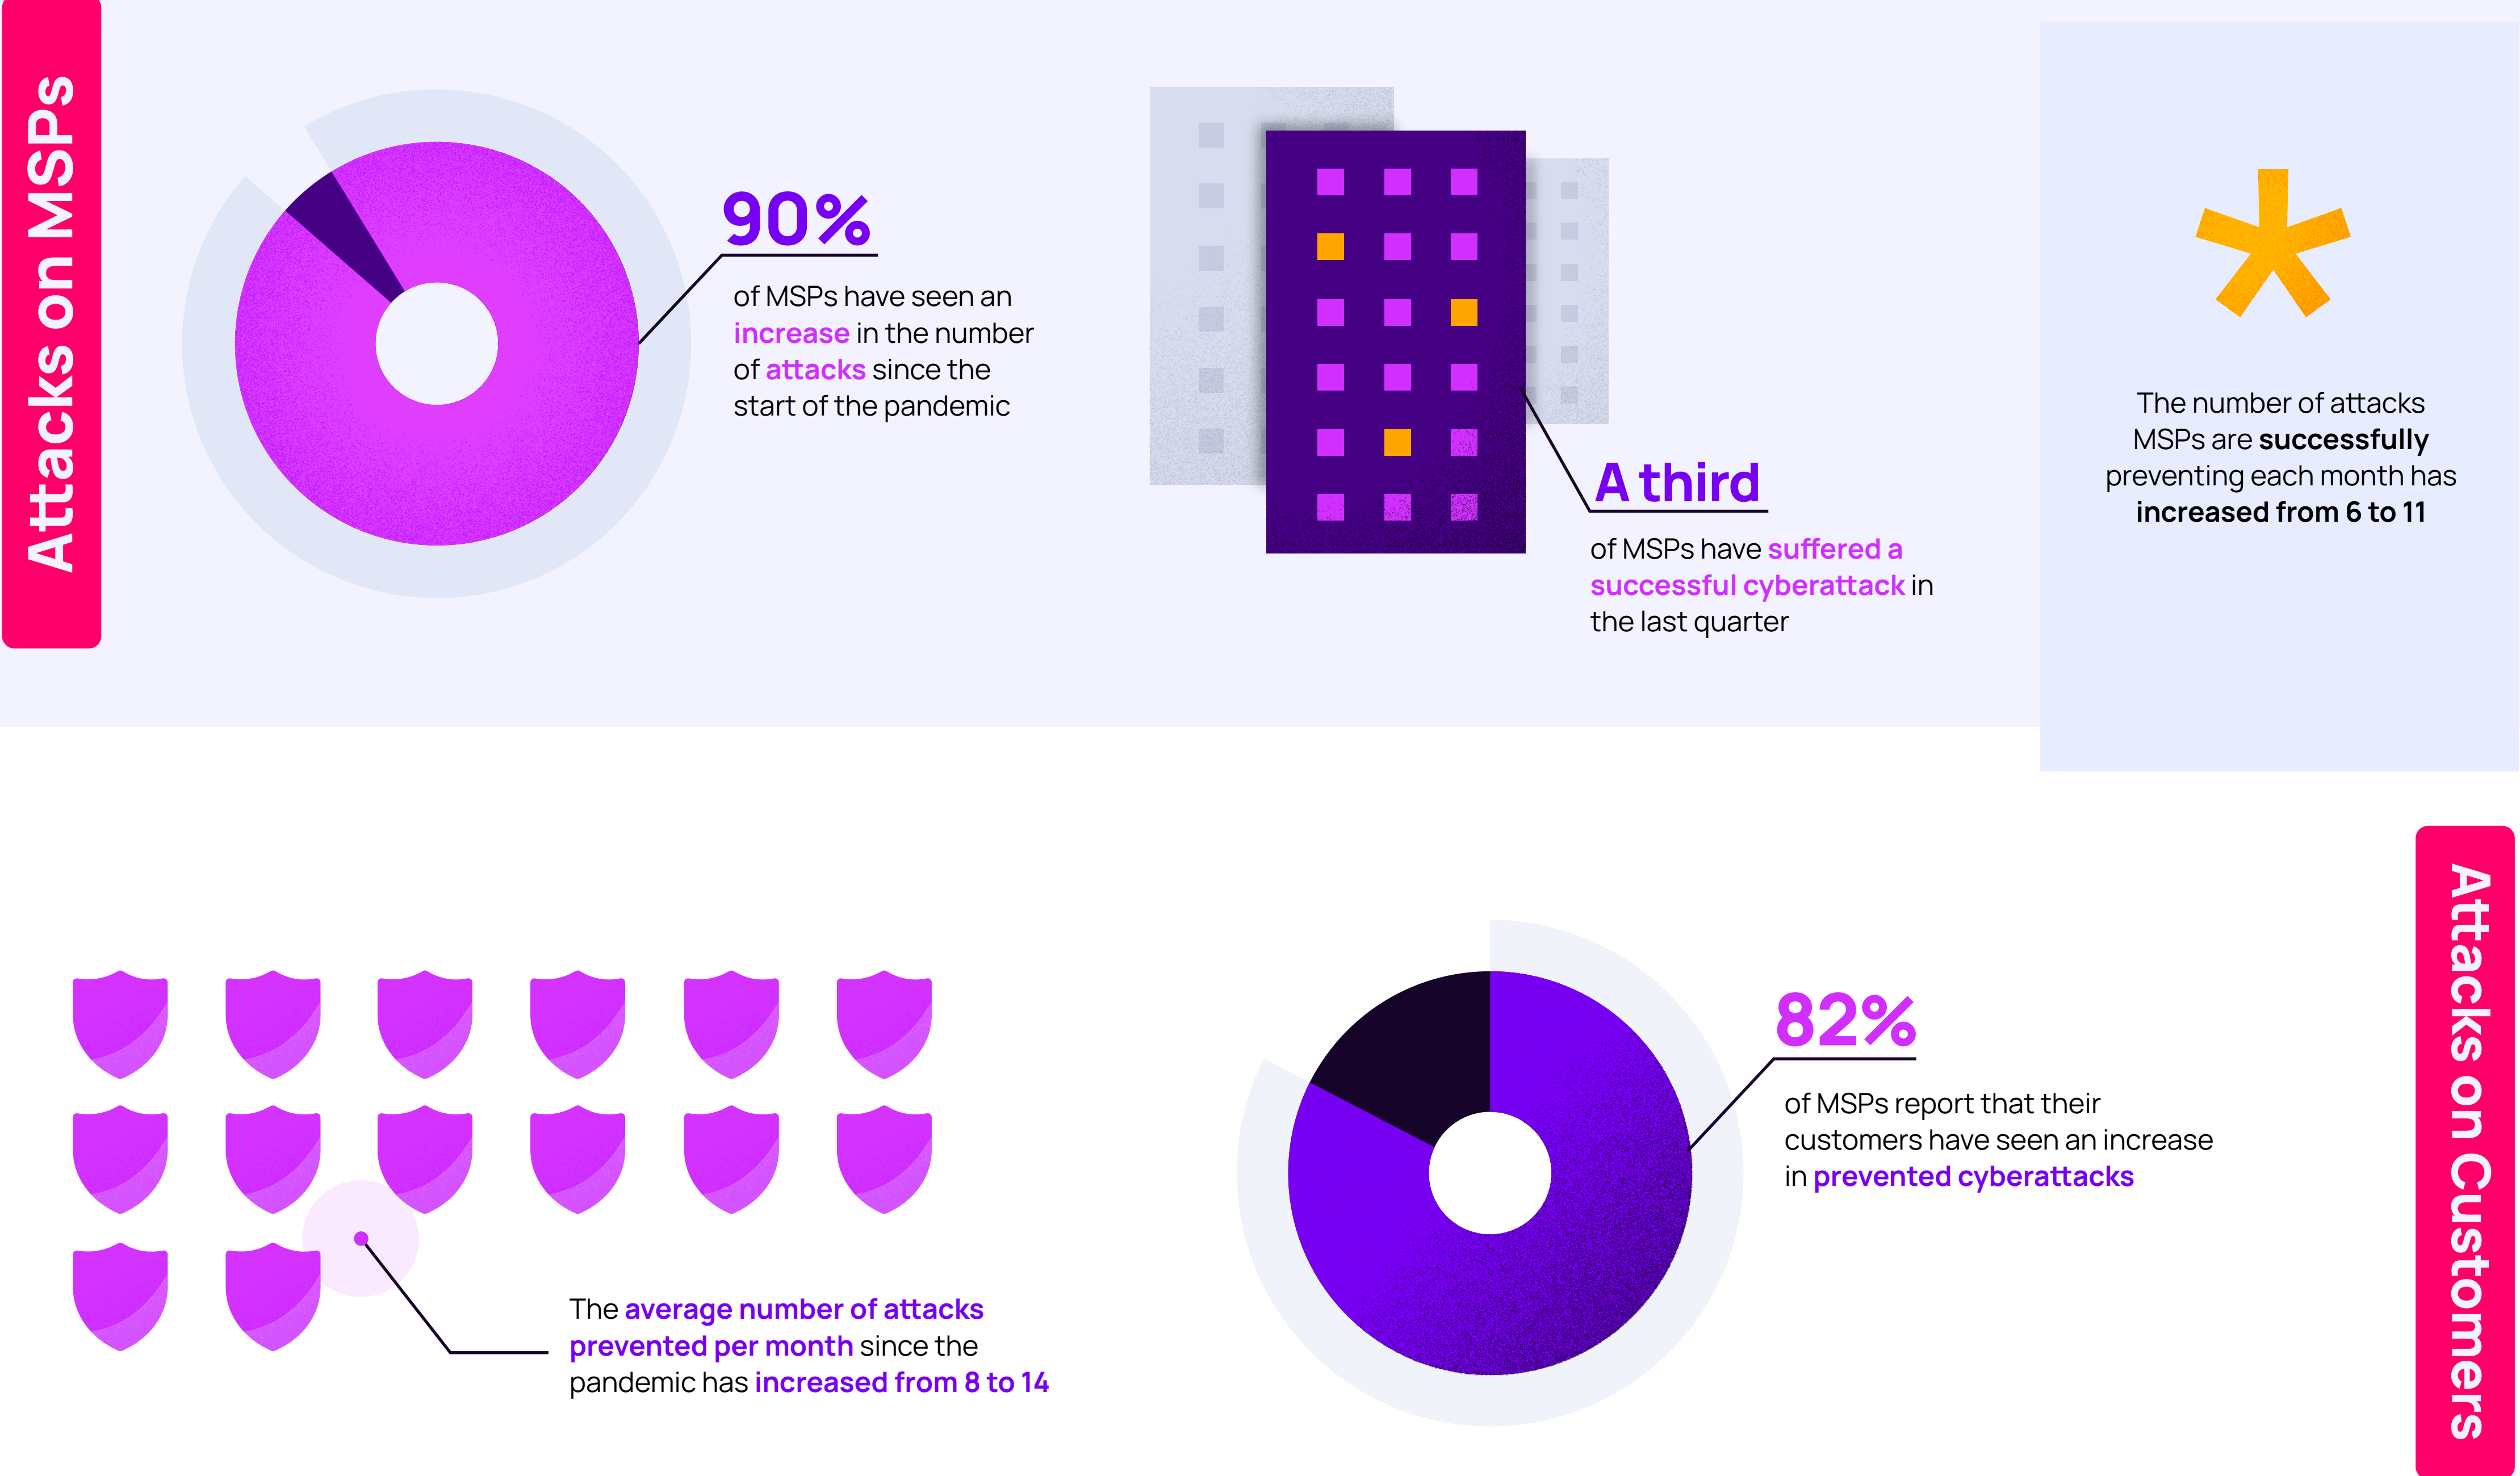 Attacks on MSPs
90%
of MSPs have seen an
increase in the number
of attacks since the
start of the pandemic
A third
of MSPs have suffered a
successful cyberattack in
the last quarter
The number of attacks
MSPs are successfully
preventing each month has
increased from 6 to 11
The average number of attacks
prevented per month since the
pandemic has increased from 8 to 14
82%
of MSPs report that their
customers have seen an increase
in prevented cyberattacks
Attacks on Customers